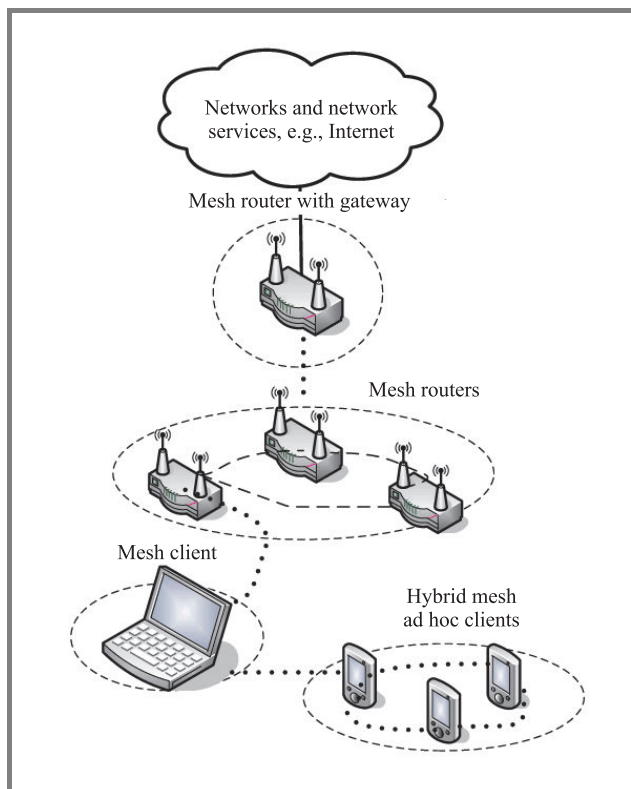 Networks and network
services, e.g., Internet
Mesh router with gateway
Mesh routers
Mesh client
Hybrid mesh
ad hoc clients